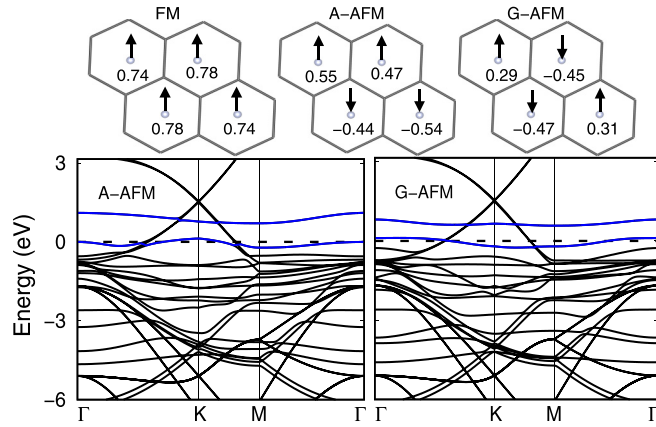 FM A−AFM G−AFM
0.74 0.78 0.55 0.47 0.29 −0.45
0.78 0.74 −0.44 −0.54 −0.47 0.31
3
A−AFM G−AFM
Energy (eV)
0
−3
−6
Γ K M Γ K M Γ